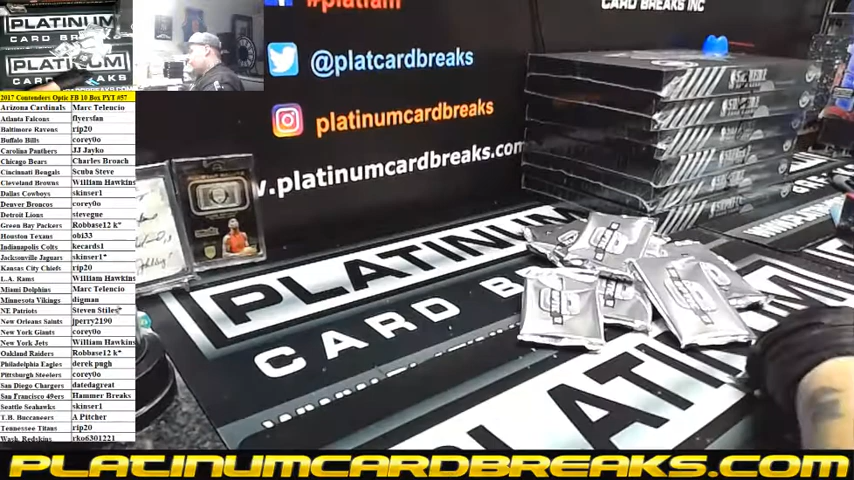 PLATINUM
CARD BREAKS
PLATINUM
#platfam
@platcardbreaks
platinumcardbreaks
www.platinumcardbreaks.com
CARD BREAKS INC
PLATINUM
CARD BREAKS
PLATINUM
2017 Contenders Optic FB 10 Box PYT #57
Arizona Cardinals Marc Telencio
Atlanta Falcons flyersfan
Baltimore Ravens rip20
Buffalo Bills corey0o
Carolina Panthers JJ Jayko
Chicago Bears Charles Broach
Cincinnati Bengals Scuba Steve
Cleveland Browns William Hawkins
Dallas Cowboys skinser1
Denver Broncos corey0o
Detroit Lions stevegue
Green Bay Packers Robbase12 k*
Houston Texans obi33
Indianapolis Colts kecards1
Jacksonville Jaguars skinser1*
Kansas City Chiefs rip20
L.A. Rams William Hawkins
Miami Dolphins Marc Telencio
Minnesota Vikings digman
NE Patriots Steven Stiles*
New Orleans Saints jperry2190
New York Giants corey0o
New York Jets William Hawkins
Oakland Raiders Robbase12 k*
Philadelphia Eagles derek pugh
Pittsburgh Steelers corey0o
San Diego Chargers datedagreat
San Francisco 49ers Hammer Breaks
Seattle Seahawks skinser1
T.B. Buccaneers A Pitcher
Tennessee Titans rip20
Wash. Redskins rko6301221
PLATINUMCARDBREAKS.COM